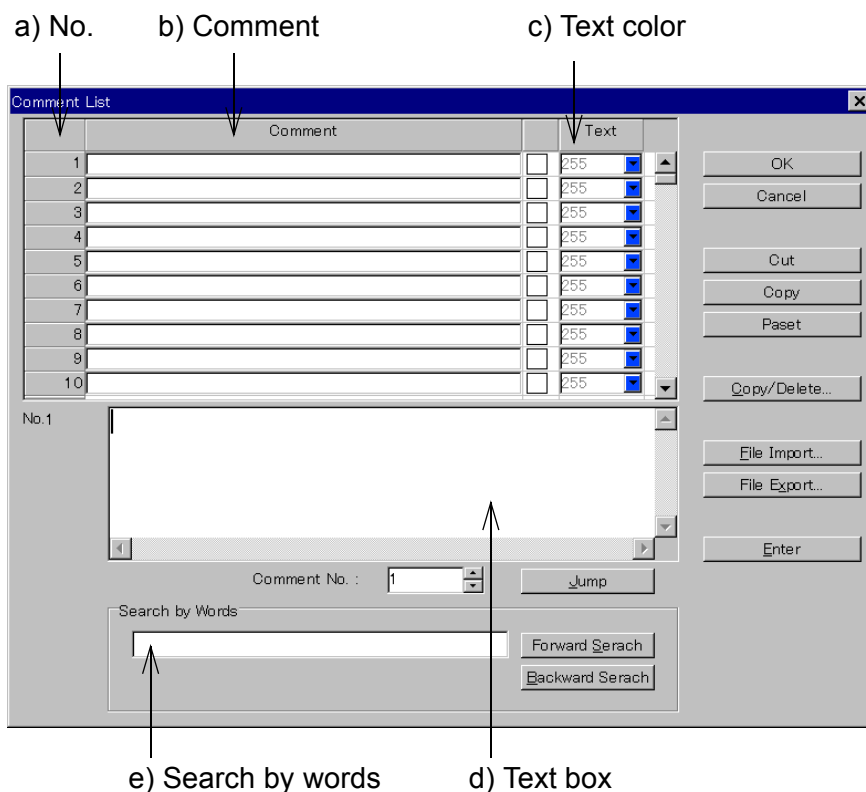 a) No. b) Comment c) Text color
Comment List
Comment Text
1 255
2 255
3 255
4 255
5 255
6 255
7 255
8 255
9 255
10 255
OK
Cancel
Cut
Copy
Paset
Copy/Delete...
File Import...
File Export...
Enter
No.1
Comment No. : 1 Jump
Search by Words
Forward Serach
Backward Serach
e) Search by words d) Text box